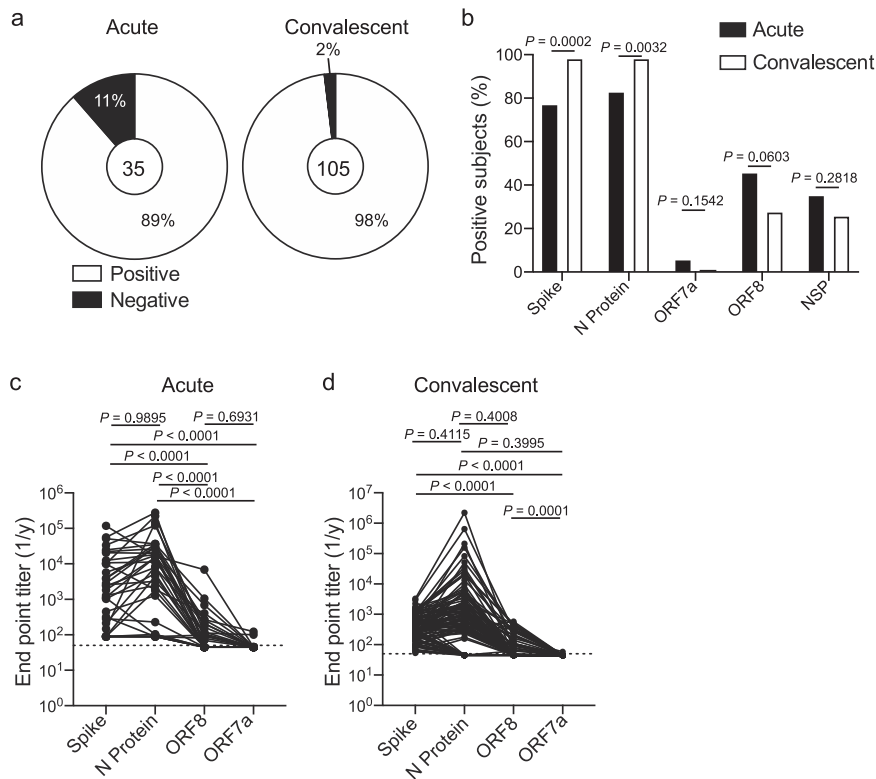 a
Acute
Convalescent
2%
11%
35
89%
105
98%
Positive
Negative
b
Acute
Convalescent
P = 0.0002
P = 0.0032
P = 0.1542
P = 0.0603
P = 0.2818
Positive subjects (%)
100
80
60
40
20
0
Spike
N Protein
ORF7a
ORF8
NSP
c
Acute
P = 0.9895
P = 0.6931
P < 0.0001
P < 0.0001
P < 0.0001
P < 0.0001
End point titer (1/y)
10⁶
10⁵
10⁴
10³
10²
10¹
10⁰
Spike
N Protein
ORF8
ORF7a
d
Convalescent
P = 0.4008
P = 0.4115
P = 0.3995
P < 0.0001
P < 0.0001
P = 0.0001
End point titer (1/y)
10⁷
10⁶
10⁵
10⁴
10³
10²
10¹
10⁰
Spike
N Protein
ORF8
ORF7a